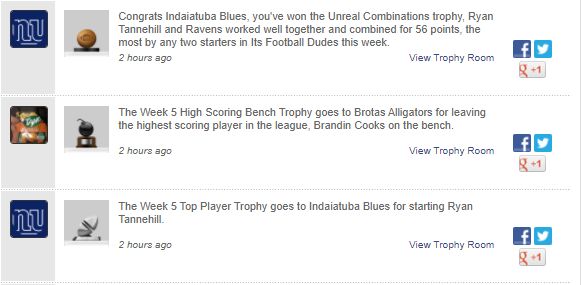 Congrats Indaiatuba Blues, you've won the Unreal Combinations trophy, Ryan
Tannehill and Ravens worked well together and combined for 56 points, the
most by any two starters in Its Football Dudes this week.
2 hours ago
View Trophy Room
g +1
The Week 5 High Scoring Bench Trophy goes to Brotas Alligators for leaving
the highest scoring player in the league, Brandin Cooks on the bench.
2 hours ago
View Trophy Room
g +1
The Week 5 Top Player Trophy goes to Indaiatuba Blues for starting Ryan
Tannehill.
2 hours ago
View Trophy Room
g +1